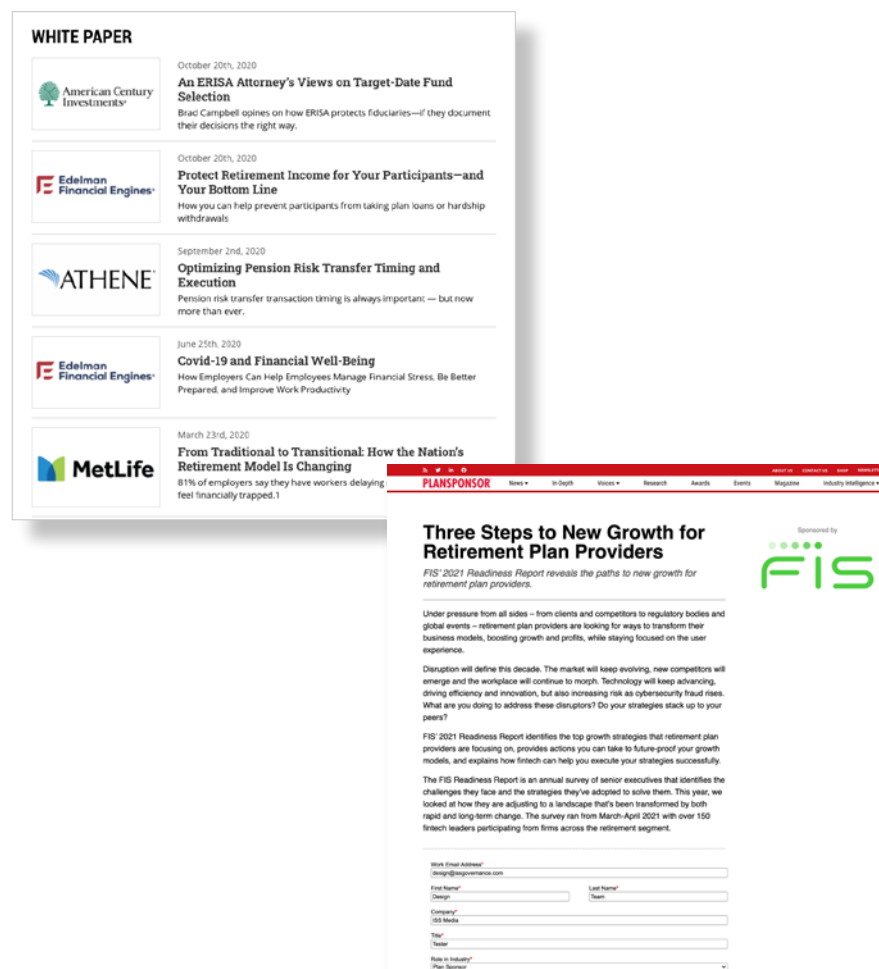 WHITE PAPER
American Century
Investments®
October 20th, 2020
An ERISA Attorney's Views on Target-Date Fund
Selection
Brad Campbell opines on how ERISA protects fiduciaries—if they document
their decisions the right way.
Edelman
Financial Engines®
October 20th, 2020
Protect Retirement Income for Your Participants—and
Your Bottom Line
How you can help prevent participants from taking plan loans or hardship
withdrawals
ATHENE®
September 2nd, 2020
Optimizing Pension Risk Transfer Timing and
Execution
Pension risk transfer transaction timing is always important — but now
more than ever.
Edelman
Financial Engines®
June 25th, 2020
Covid-19 and Financial Well-Being
How Employers Can Help Employees Manage Financial Stress, Be Better
Prepared, and Improve Work Productivity
MetLife
March 23rd, 2020
From Traditional to Transitional: How the Nation's
Retirement Model Is Changing
81% of employers say they have workers delaying
feel financially trapped.1
ABOUT US CONTACT US SHOP NEWSLETT
PLANSPONSOR News In-Depth Voices Research Awards Events Magazine Industry Intelligence
Three Steps to New Growth for
Retirement Plan Providers
FIS' 2021 Readiness Report reveals the paths to new growth for
retirement plan providers.
Sponsored by
FIS
Under pressure from all sides – from clients and competitors to regulatory bodies and
global events – retirement plan providers are looking for ways to transform their
business models, boosting growth and profits, while staying focused on the user
experience.
Disruption will define this decade. The market will keep evolving, new competitors will
emerge and the workplace will continue to morph. Technology will keep advancing,
driving efficiency and innovation, but also increasing risk as cybersecurity fraud rises.
What are you doing to address these disruptors? Do your strategies stack up to your
peers?
FIS' 2021 Readiness Report identifies the top growth strategies that retirement plan
providers are focusing on, provides actions you can take to future-proof your growth
models, and explains how fintech can help you execute your strategies successfully.
The FIS Readiness Report is an annual survey of senior executives that identifies the
challenges they face and the strategies they've adopted to solve them. This year, we
looked at how they are adjusting to a landscape that's been transformed by both
rapid and long-term change. The survey ran from March-April 2021 with over 150
fintech leaders participating from firms across the retirement segment.
Work Email Address*
design@issgovernance.com
First Name* Last Name*
Design Team
Company*
ISS Media
Title*
Tester
Role in Industry*
Plan Sponsor